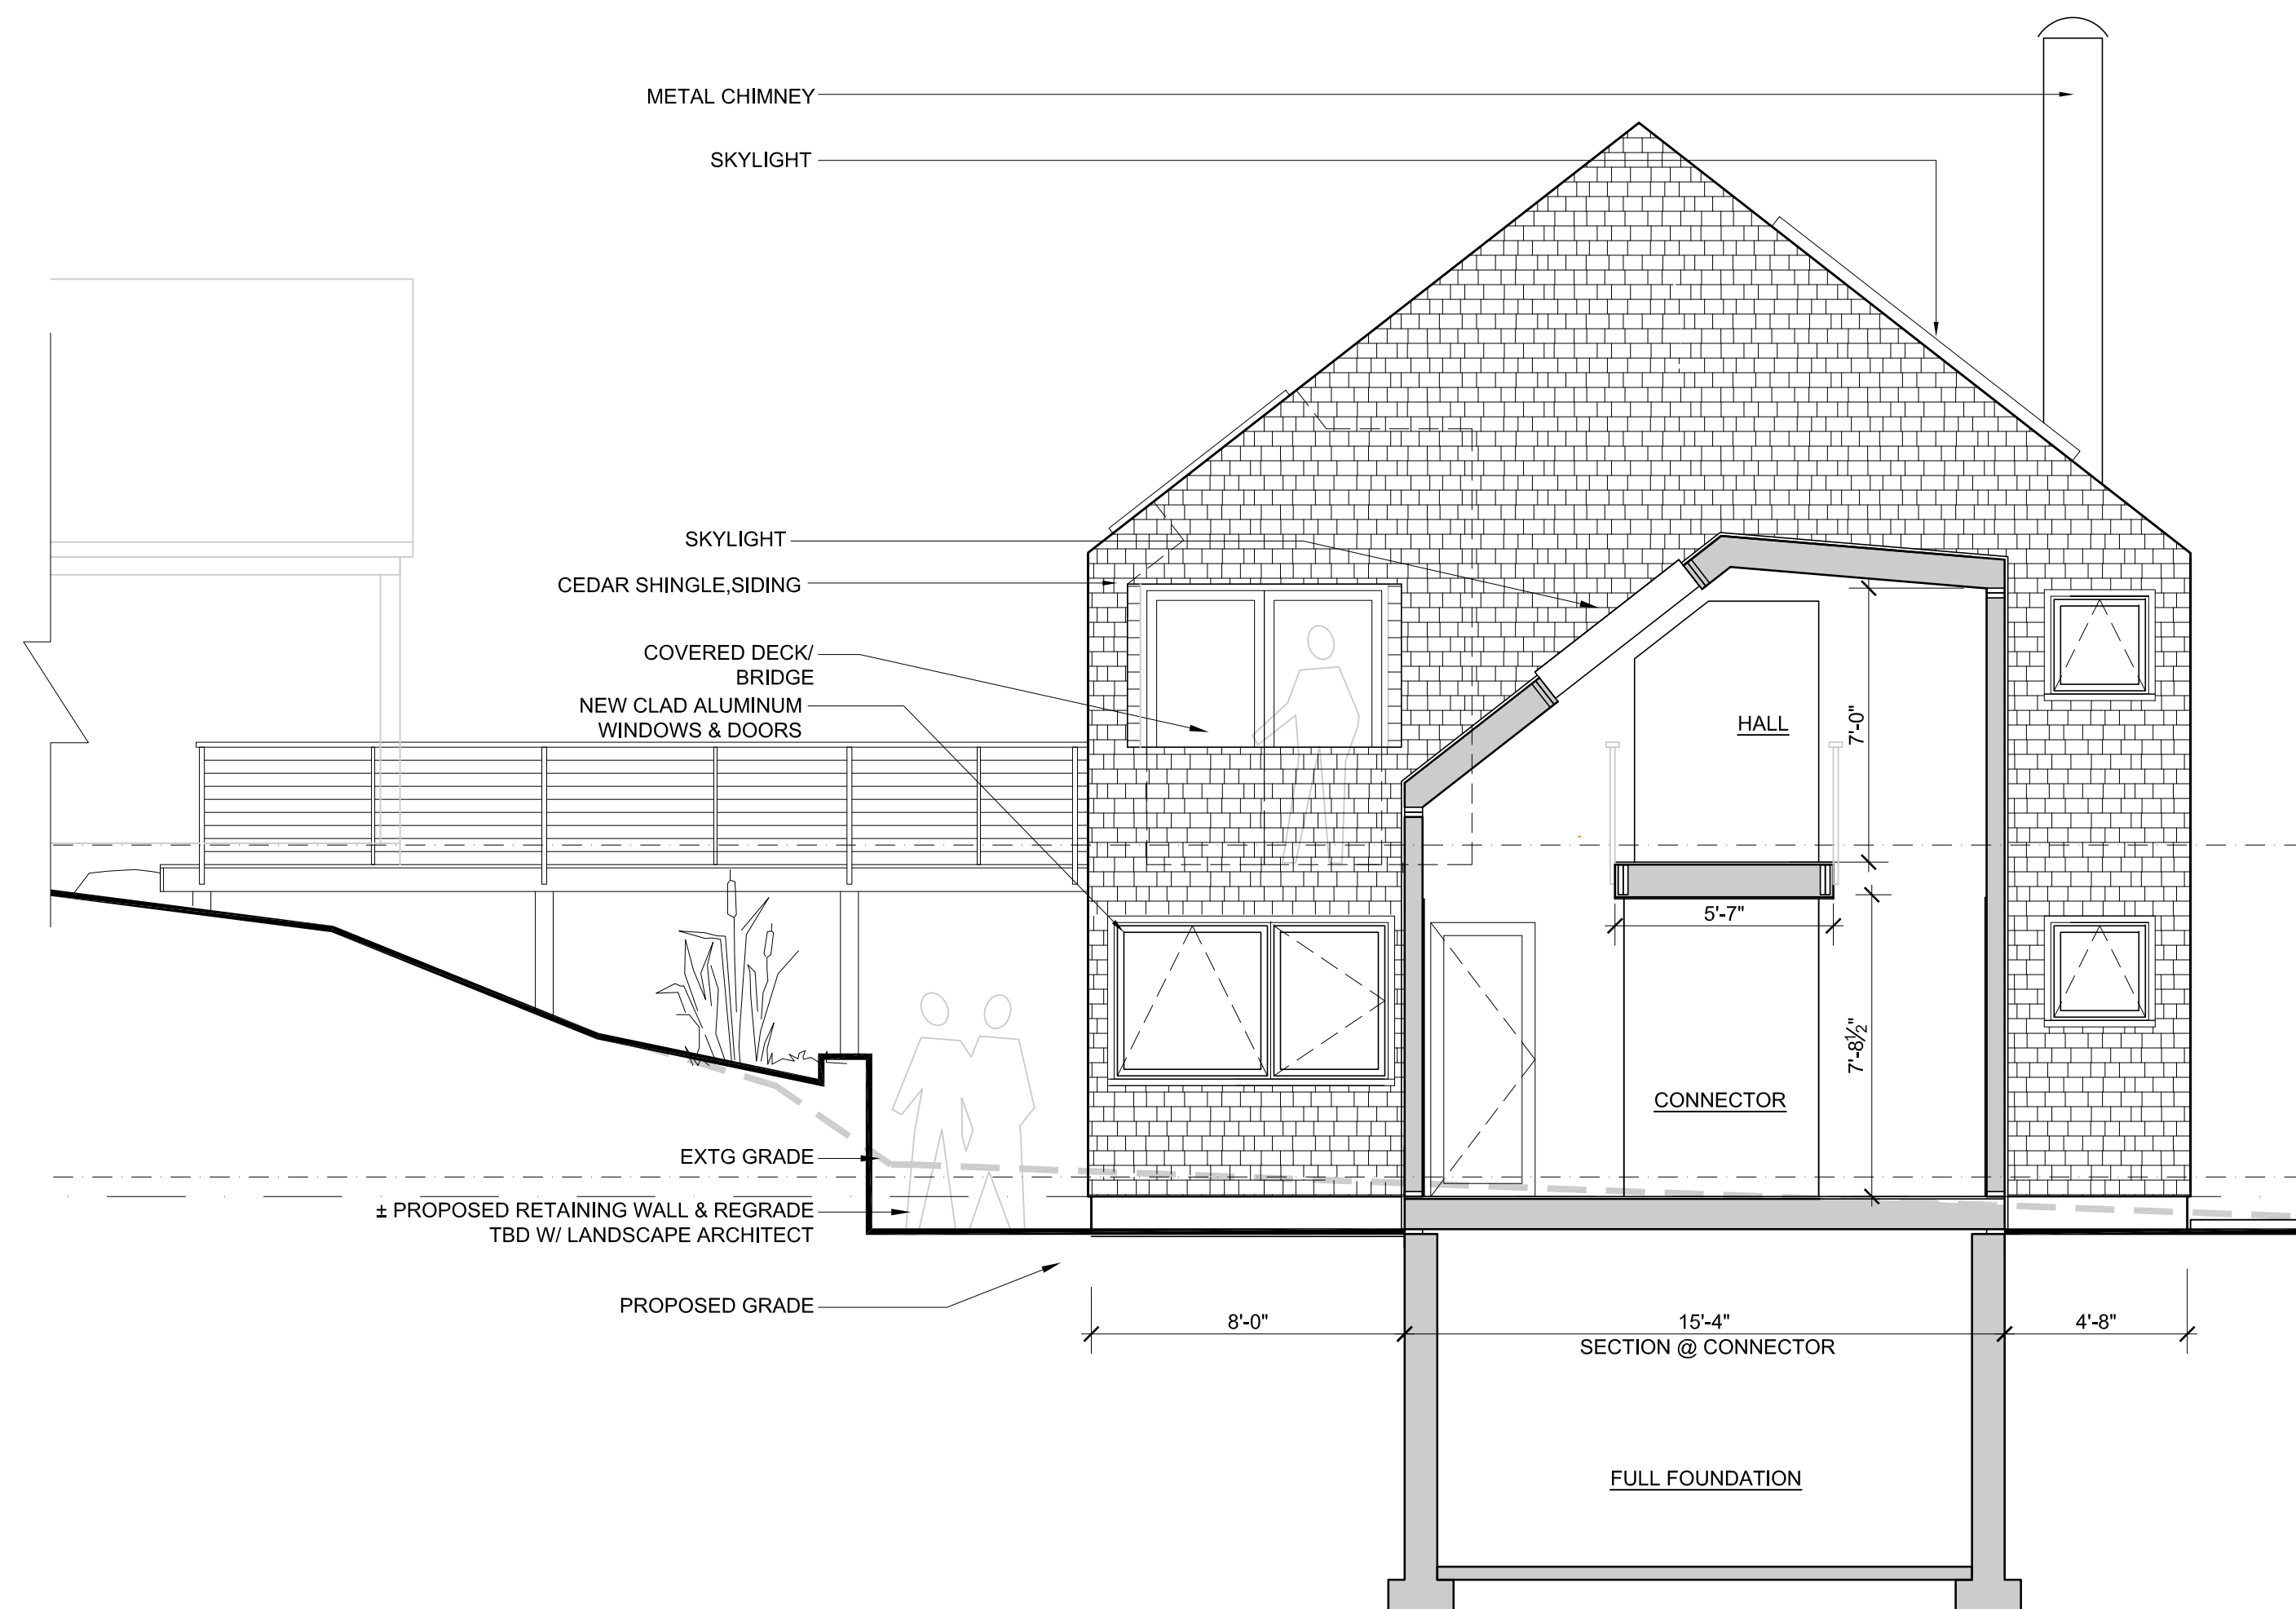 METAL CHIMNEY
SKYLIGHT
SKYLIGHT
CEDAR SHINGLE,SIDING
COVERED DECK/
BRIDGE
NEW CLAD ALUMINUM
WINDOWS & DOORS
HALL
7'-0"
5'-7"
7'-8½"
CONNECTOR
EXTG GRADE
± PROPOSED RETAINING WALL & REGRADE
TBD W/ LANDSCAPE ARCHITECT
PROPOSED GRADE
8'-0"
15'-4"
4'-8"
SECTION @ CONNECTOR
FULL FOUNDATION